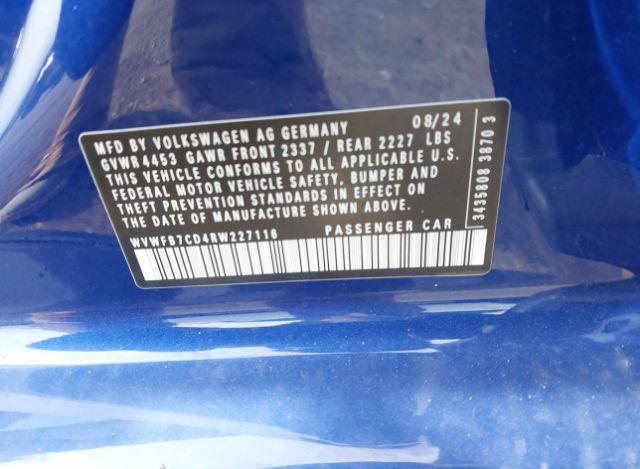 MFD BY VOLKSWAGEN AG GERMANY 08/24
GVWR 4453 GAWR FRONT 2337 / REAR 2227 LBS
THIS VEHICLE CONFORMS TO ALL APPLICABLE U.S.
FEDERAL MOTOR VEHICLE SAFETY, BUMPER AND
THEFT PREVENTION STANDARDS IN EFFECT ON
THE DATE OF MANUFACTURE SHOWN ABOVE.
WVWFB7CD4RW227116 PASSENGER CAR
3435808 3870 3